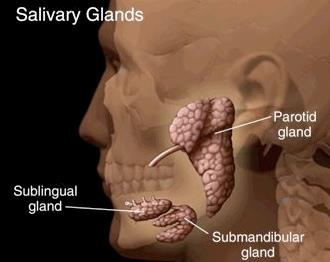 Salivary Glands
Parotid
gland
Sublingual
gland
Submandibular
gland